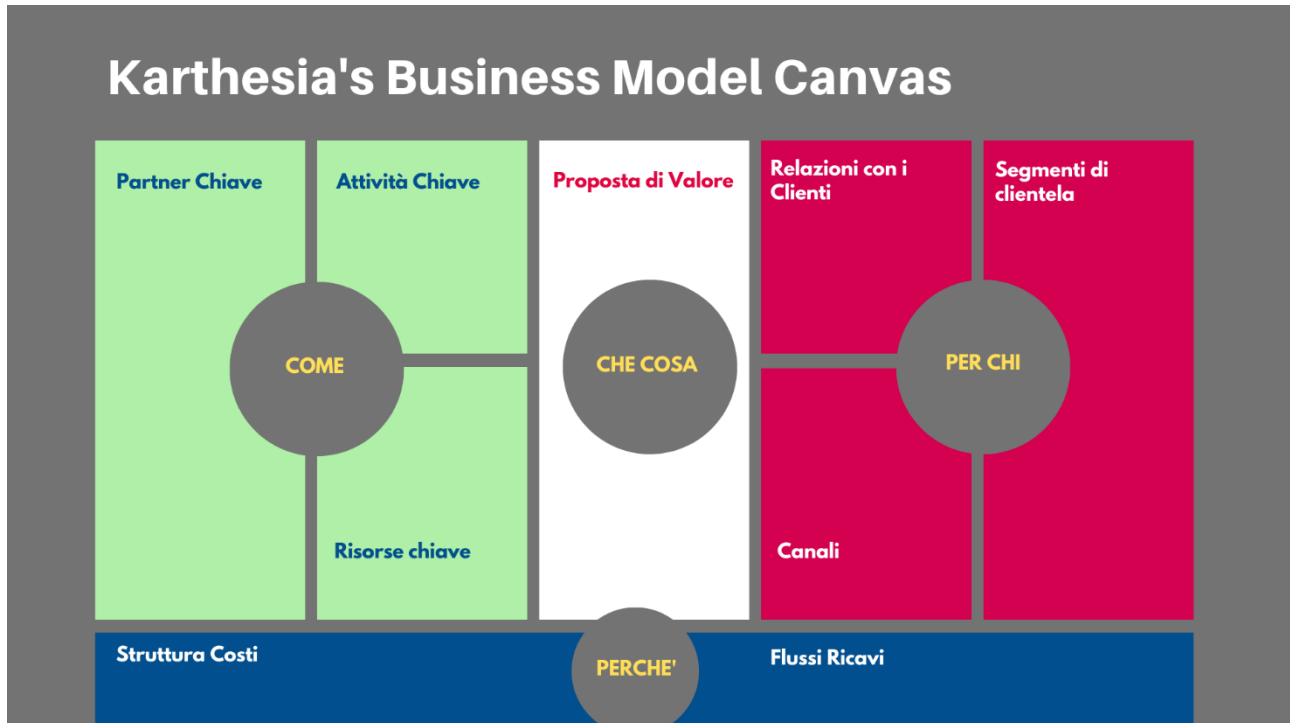 Karthesia's Business Model Canvas
Partner Chiave
Attività Chiave
Proposta di Valore
Relazioni con i
Clienti
Segmenti di
clientela
COME
CHE COSA
PER CHI
Risorse chiave
Canali
Struttura Costi
PERCHE'
Flussi Ricavi